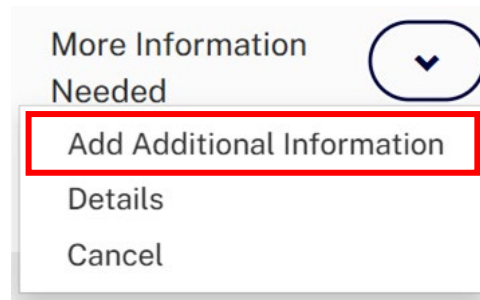 More Information
Needed
Add Additional Information
Details
Cancel